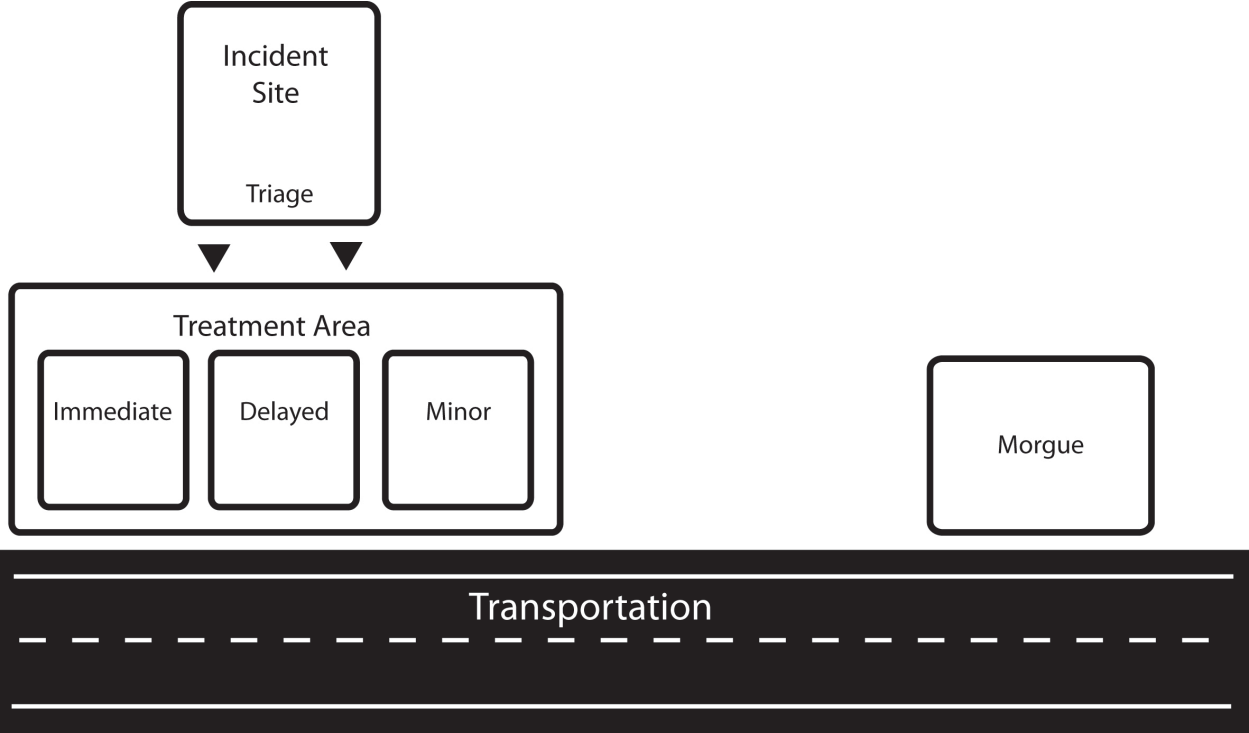 Incident
Site
Triage
Treatment Area
Immediate
Delayed
Minor
Morgue
Transportation